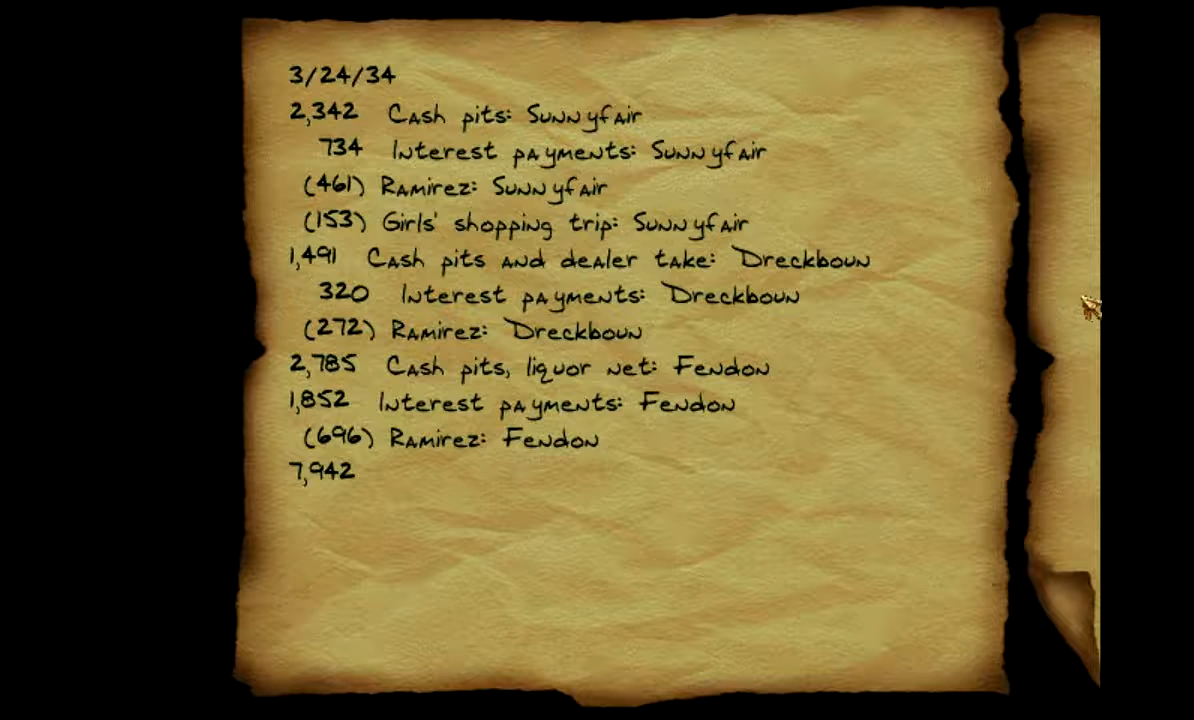 3/24/34
2,342 Cash pits: Sunnyfair
734 Interest payments: Sunnyfair
(461) Ramirez: Sunnyfair
(153) Girls' shopping trip: Sunnyfair
1,491 Cash pits and dealer take: Dreckboun
320 Interest payments: Dreckboun
(272) Ramirez: Dreckboun
2,785 Cash pits, liquor net: Fendon
1,852 Interest payments: Fendon
(696) Ramirez: Fendon
7,942